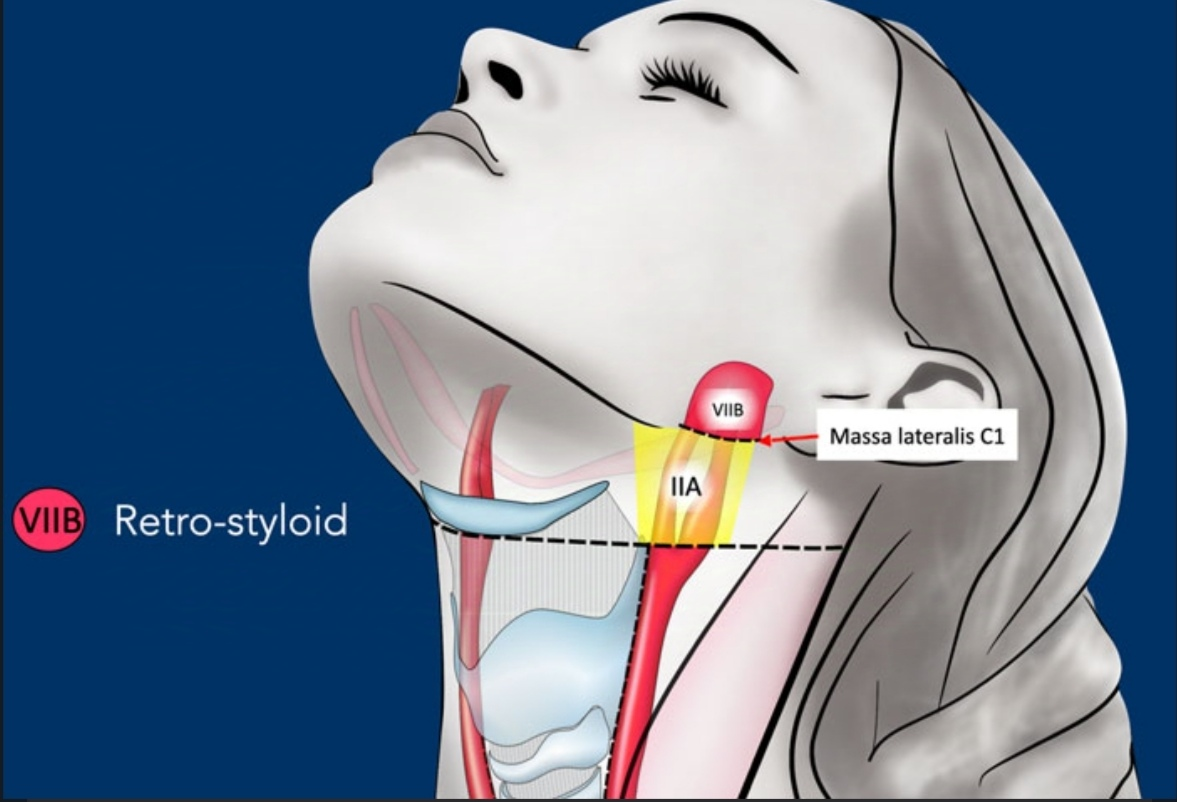 VIIB
Massa lateralis C1
IIA
VIIB Retro-styloid